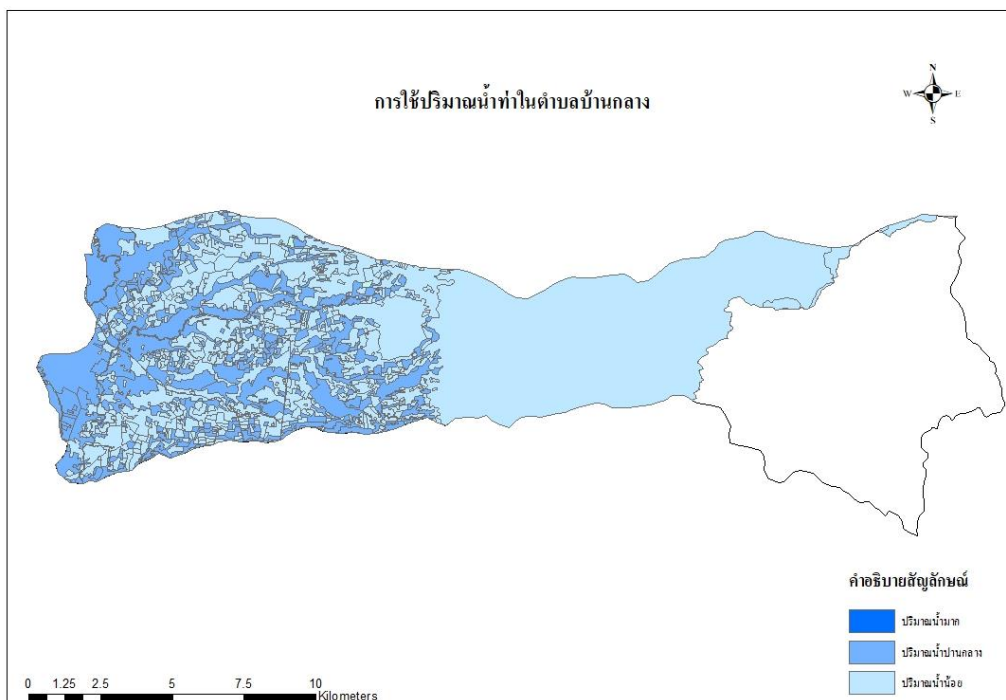 การใช้ปริมาณน้ำท่าในตำบลบ้านกลาง
N
W E
S
คำอธิบายสัญลักษณ์
ปริมาณน้ำมาก
ปริมาณน้ำปานกลาง
ปริมาณน้ำน้อย
0 1.25 2.5 5 7.5 10
Kilometers